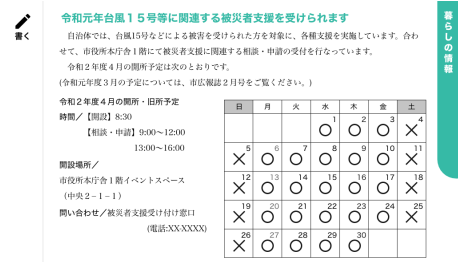 書く
暮らしの情報
令和元年台風15号等に関連する被災者支援を受けられます
自治体では、台風15号などによる被害を受けられた方を対象に、各種支援を実施しています。合わ
せて、市役所本庁舎1階にて被災者支援に関連する相談・申請の受付を行なっています。
令和2年度4月の開所予定は次のとおりです。
(令和元年度3月の予定については、市広報誌2月号をご覧ください。)
令和2年度4月の開所・旧所予定
時間／【開設】8:30
【相談・申請】9:00〜12:00
13:00〜16:00
開設場所／
市役所本庁舎1階イベントスペース
（中央2−1−1）
問い合わせ／被災者支援受け付け窓口
(電話:XX-XXXX)
日 月 火 水 木 金 土
1 2 3 4
○ ○ ○ ×
5 6 7 8 9 10 11
× ○ ○ ○ ○ ○ ×
12 13 14 15 16 17 18
× ○ ○ ○ ○ ○ ×
19 20 21 22 23 24 25
× ○ ○ ○ ○ ○ ×
26 27 28 29 30
× ○ ○ ○ ○